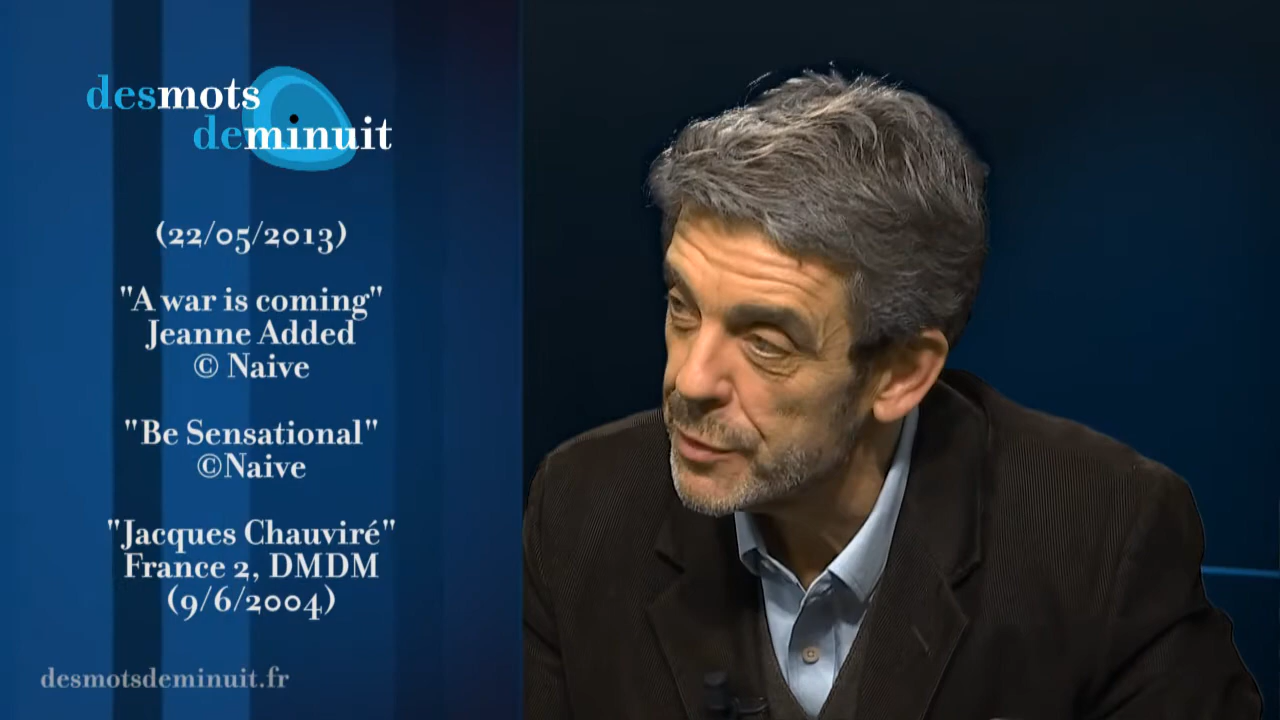 desmots
deminuit
(22/05/2013)
"A war is coming"
Jeanne Added
© Naive
"Be Sensational"
©Naive
"Jacques Chauviré"
France 2, DMDM
(9/6/2004)
desmotsdeminuit.fr